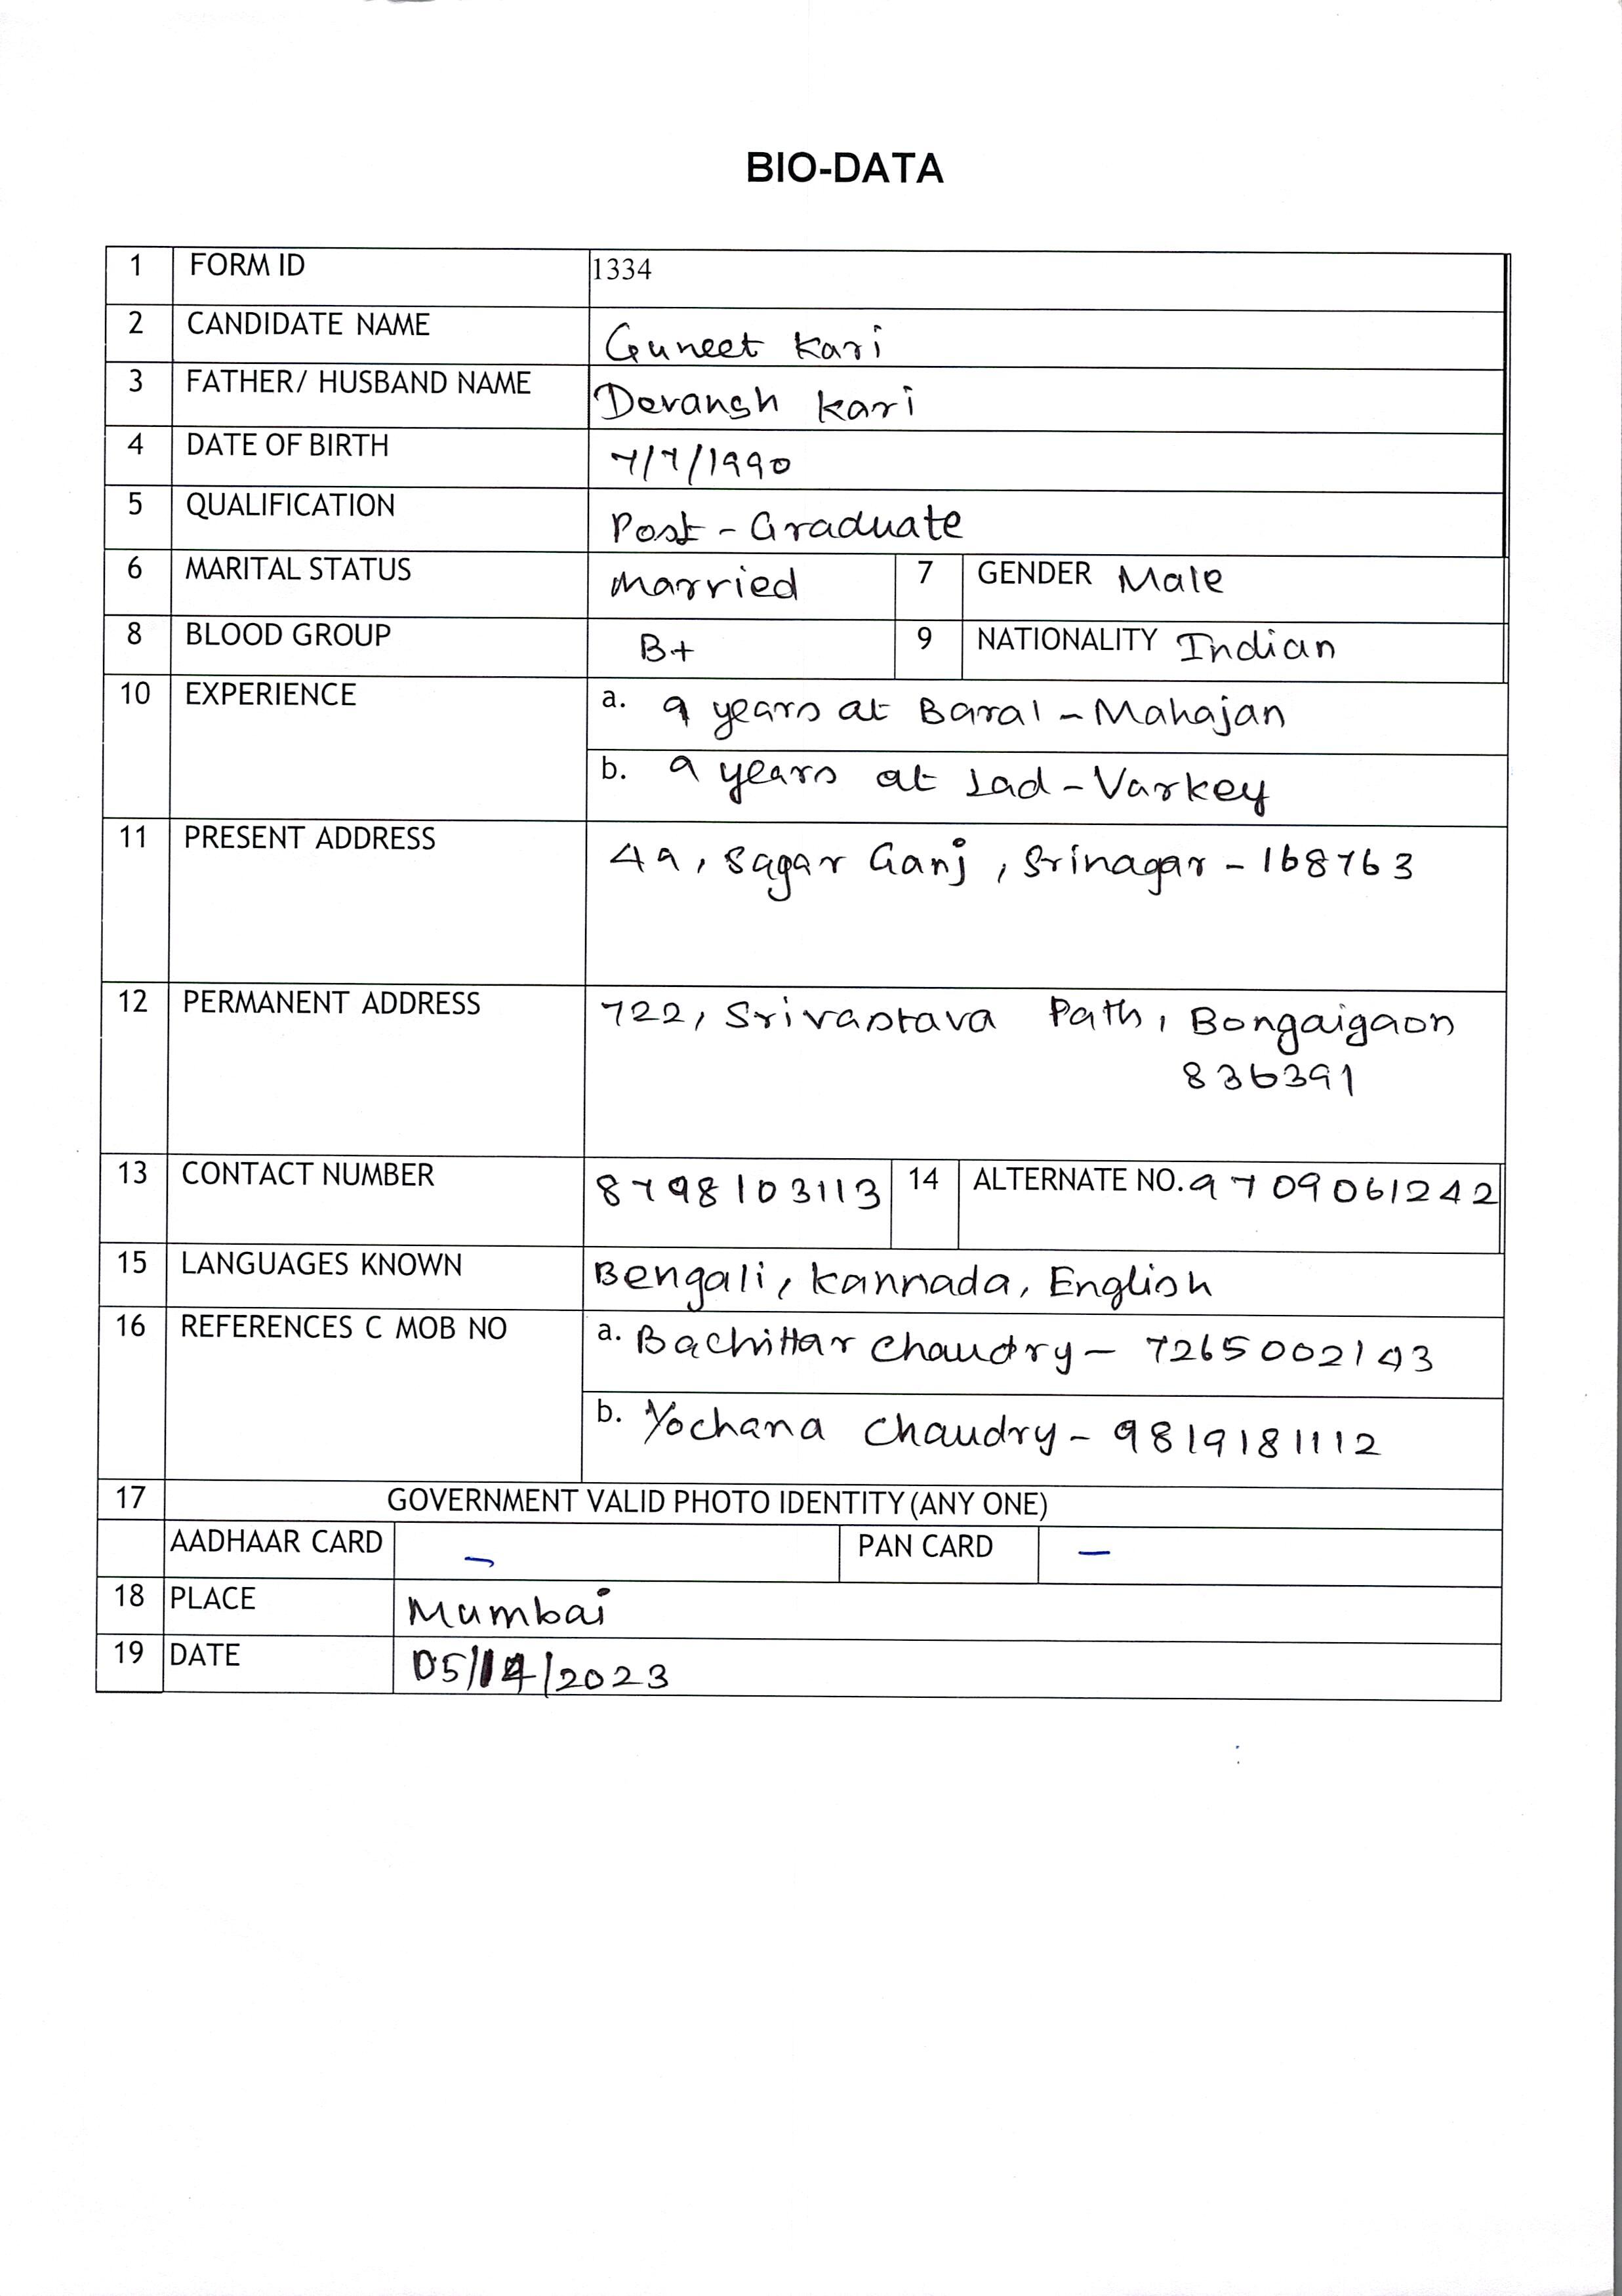 BIO-DATA
1 FORM ID 1334
2 CANDIDATE NAME Guneet Kari
3 FATHER/ HUSBAND NAME Devansh Kari
4 DATE OF BIRTH 7/7/1990
5 QUALIFICATION Post-Graduate
6 MARITAL STATUS Married 7 GENDER Male
8 BLOOD GROUP B+ 9 NATIONALITY Indian
10 EXPERIENCE a. 9 years at Baral-Mahajan
b. 9 years at Lad-Varkey
11 PRESENT ADDRESS 49, Sagar Ganj, Srinagar-168763
12 PERMANENT ADDRESS 722, Srivastava Path, Bongaigaon
836391
13 CONTACT NUMBER 8798103113 14 ALTERNATE NO. 9709061242
15 LANGUAGES KNOWN Bengali, Kannada, English
16 REFERENCES C MOB NO a. Bachittar Chaudry- 7265002143
b. Yochana Chaudry- 9819181112
17 GOVERNMENT VALID PHOTO IDENTITY (ANY ONE)
AADHAAR CARD - PAN CARD -
18 PLACE Mumbai
19 DATE 05/14/2023